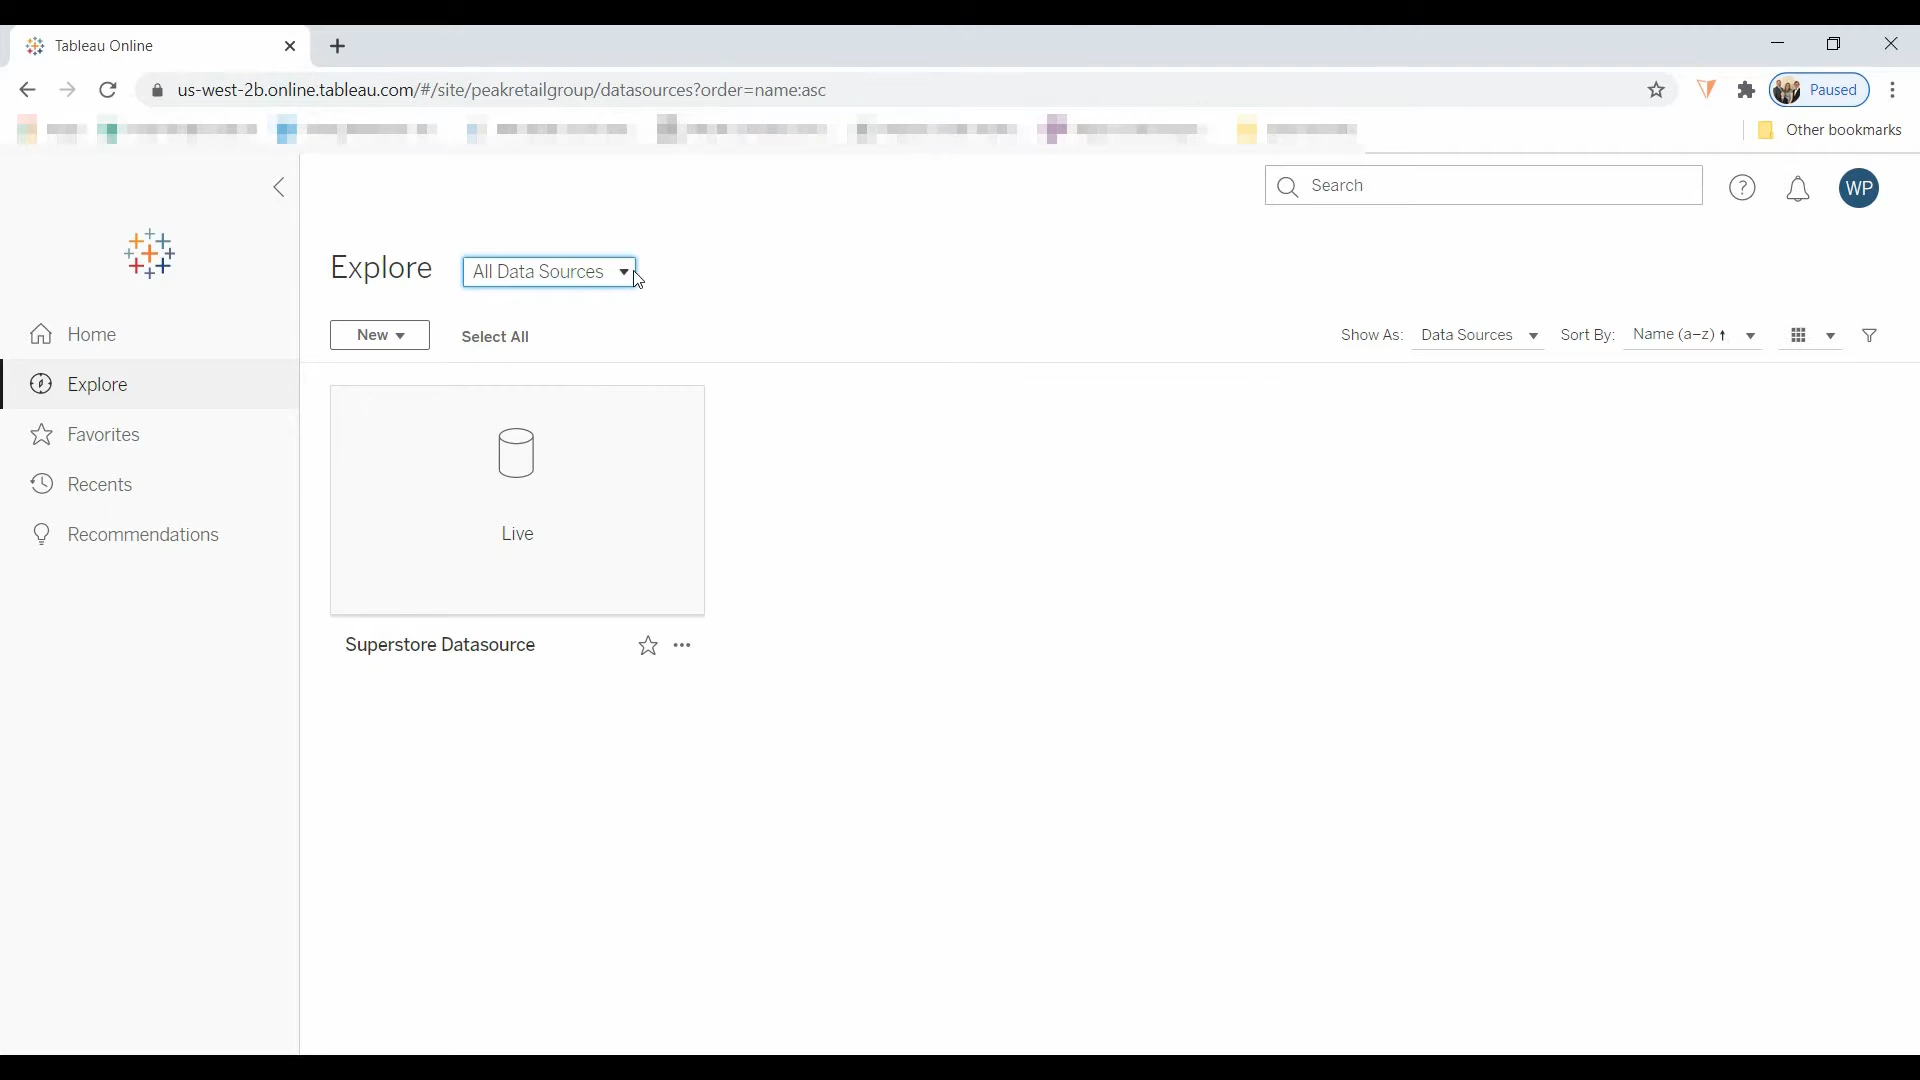 Tableau Online
us-west-2b.online.tableau.com/#/site/peakretailgroup/datasources?order=name:asc
Paused
Other bookmarks
Search
WP
Explore
All Data Sources
Home
New
Select All
Show As:
Data Sources
Sort By:
Name (a–z)
Explore
Favorites
Recents
Live
Recommendations
Superstore Datasource